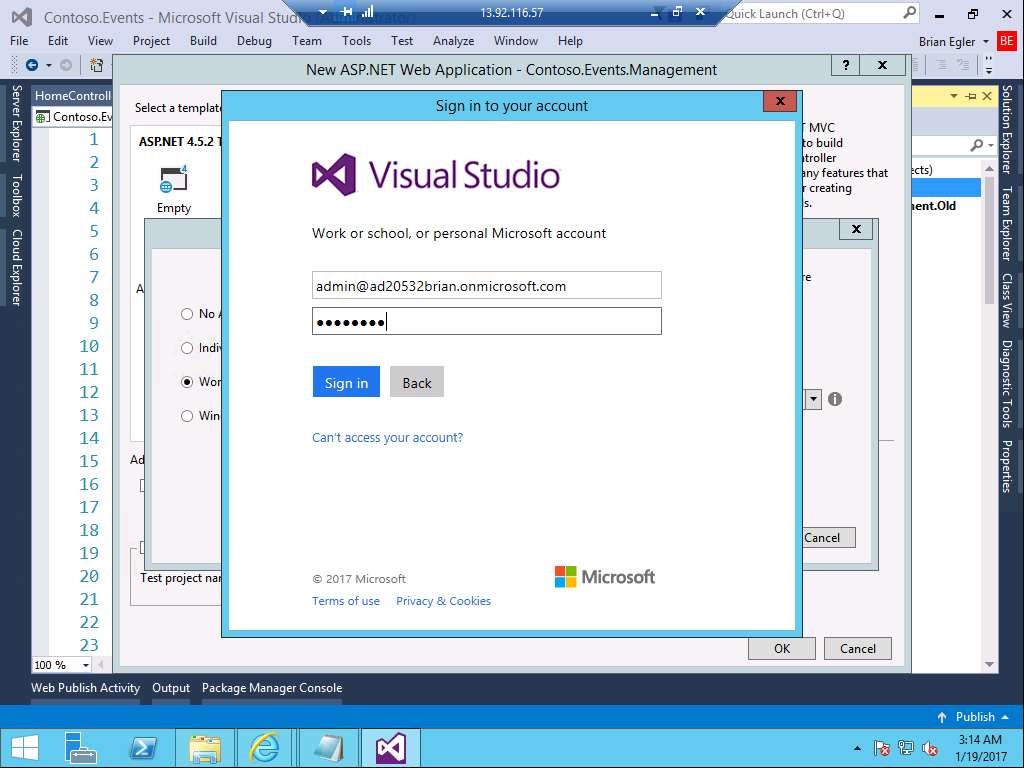 Contoso.Events - Microsoft Visual Studio (Administrator)
13.92.116.57
Quick Launch (Ctrl+Q)
File Edit View Project Build Debug Team Tools Test Analyze Window Help
Brian Egler
BE
New ASP.NET Web Application - Contoso.Events.Management
?
X
Server Explorer
Toolbox
Cloud Explorer
HomeControll
Contoso.Ev
1
2
3
4
5
6
7
8
9
10
11
12
13
14
15
16
17
18
19
20
21
22
23
100 %
Select a template
ASP.NET 4.5.2 T
Empty
MVC
to build
ntroller
any features that
r creating
s.
No A
Indiv
Wor
Win
re
Cancel
Ad
Test project nam
OK
Cancel
Sign in to your account
X
Visual Studio
Work or school, or personal Microsoft account
admin@ad20532brian.onmicrosoft.com
●●●●●●●●
Sign in
Back
Can't access your account?
© 2017 Microsoft
Microsoft
Terms of use
Privacy & Cookies
ects)
nent.Old
Solution Explorer
Team Explorer
Class View
Diagnostic Tools
Properties
Web Publish Activity
Output
Package Manager Console
Publish
3:14 AM
1/19/2017